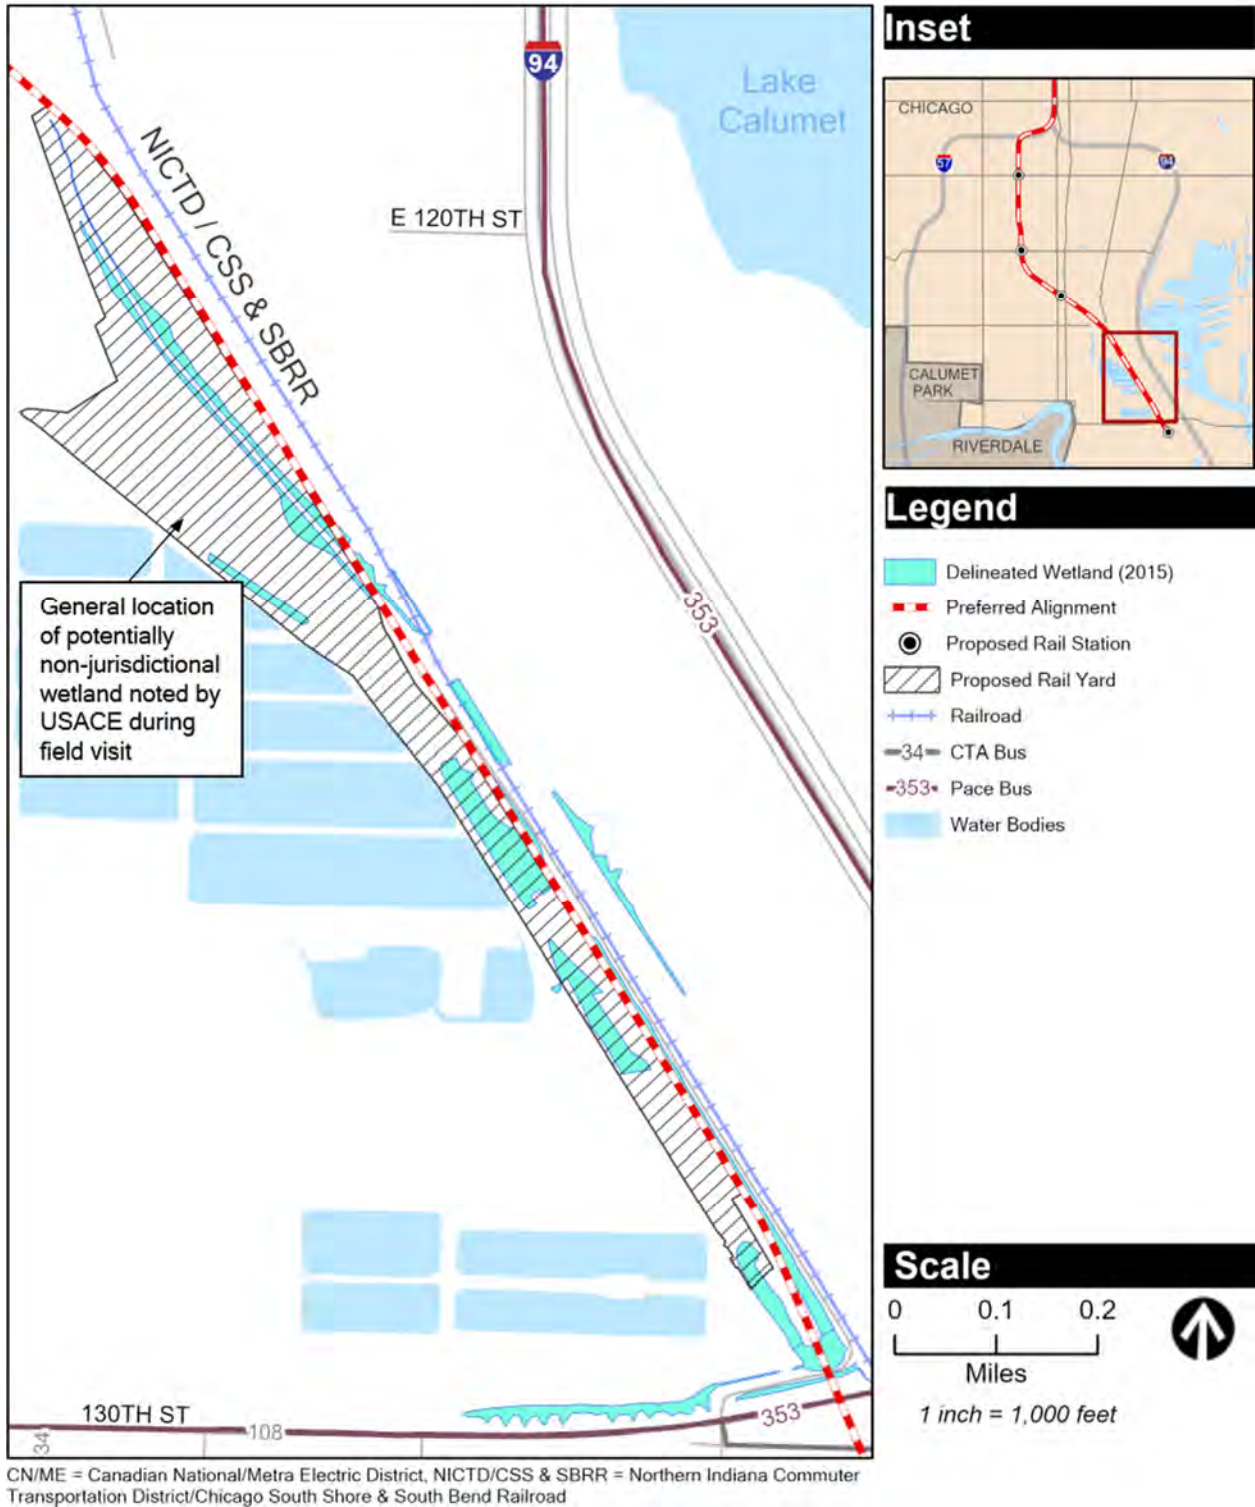 94
Lake
Calumet
NICTD / CSS & SBRR
E 120TH ST
353
General location
of potentially
non-jurisdictional
wetland noted by
USACE during
field visit
130TH ST
34
108
353
Inset
CHICAGO
57
94
CALUMET
PARK
RIVERDALE
Legend
Delineated Wetland (2015)
Preferred Alignment
Proposed Rail Station
Proposed Rail Yard
Railroad
34 CTA Bus
353 Pace Bus
Water Bodies
Scale
0 0.1 0.2
Miles
1 inch = 1,000 feet
CN/ME = Canadian National/Metra Electric District, NICTD/CSS & SBRR = Northern Indiana Commuter
Transportation District/Chicago South Shore & South Bend Railroad